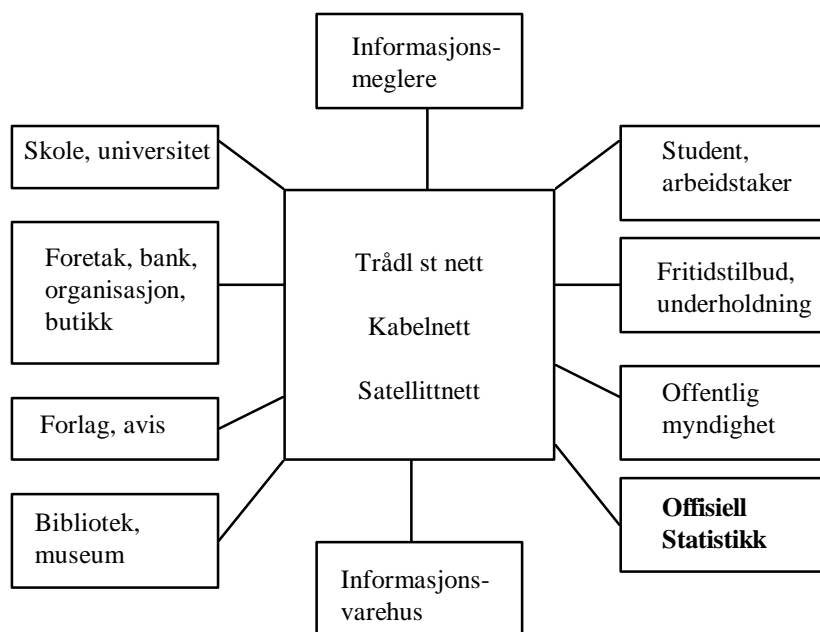 Informasjons-
meglere
Skole, universitet
Student,
arbeidstaker
Foretak, bank,
organisasjon,
butikk
Trådl st nett
Kabelnett
Satellittnett
Fritidstilbud,
underholdning
Forlag, avis
Offentlig
myndighet
Bibliotek,
museum
Offisiell
Statistikk
Informasjons-
varehus